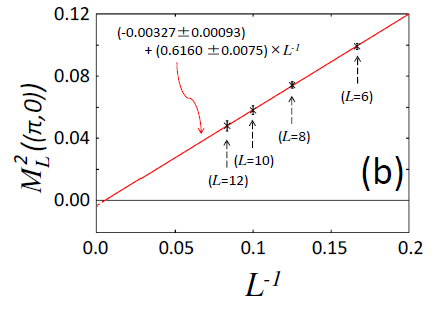 0.12
(-0.00327±0.00093)
+ (0.6160 ±0.0075) × L⁻¹
0.08
(L=6)
M_L^2((π,0))
0.04
(L=8)
(L=10)
(L=12)
(b)
0.00
0.0 0.05 0.1 0.15 0.2
L⁻¹